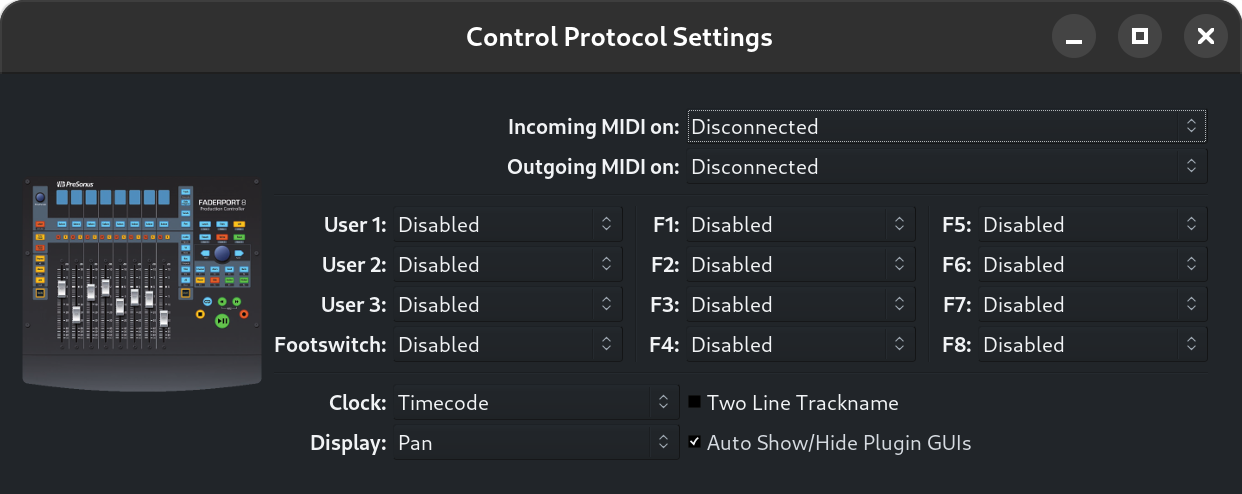 Control Protocol Settings
Incoming MIDI on: Disconnected
Outgoing MIDI on: Disconnected
PreSonus
FADERPORT 8
Production Controller
User 1: Disabled F1: Disabled F5: Disabled
User 2: Disabled F2: Disabled F6: Disabled
User 3: Disabled F3: Disabled F7: Disabled
Footswitch: Disabled F4: Disabled F8: Disabled
Clock: Timecode Two Line Trackname
Display: Pan Auto Show/Hide Plugin GUIs